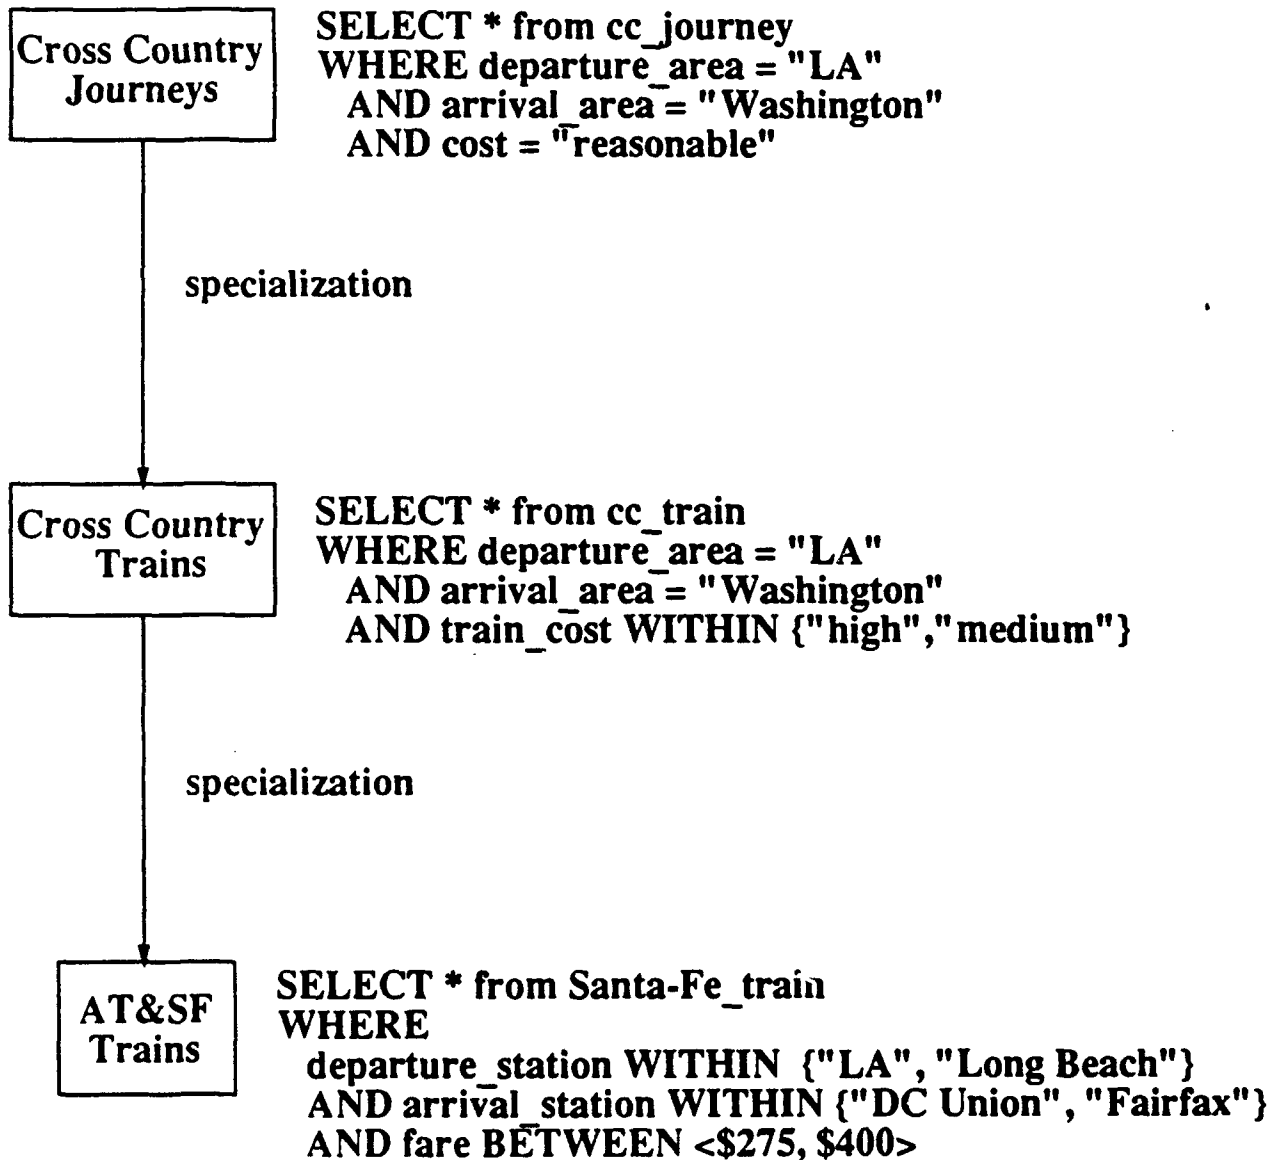 Cross Country
Journeys
SELECT * from cc_journey
WHERE departure_area = "LA"
AND arrival_area = "Washington"
AND cost = "reasonable"
specialization
Cross Country
Trains
SELECT * from cc_train
WHERE departure_area = "LA"
AND arrival_area = "Washington"
AND train_cost WITHIN {"high","medium"}
specialization
AT&SF
Trains
SELECT * from Santa-Fe_train
WHERE
departure_station WITHIN {"LA", "Long Beach"}
AND arrival_station WITHIN {"DC Union", "Fairfax"}
AND fare BETWEEN <$275, $400>